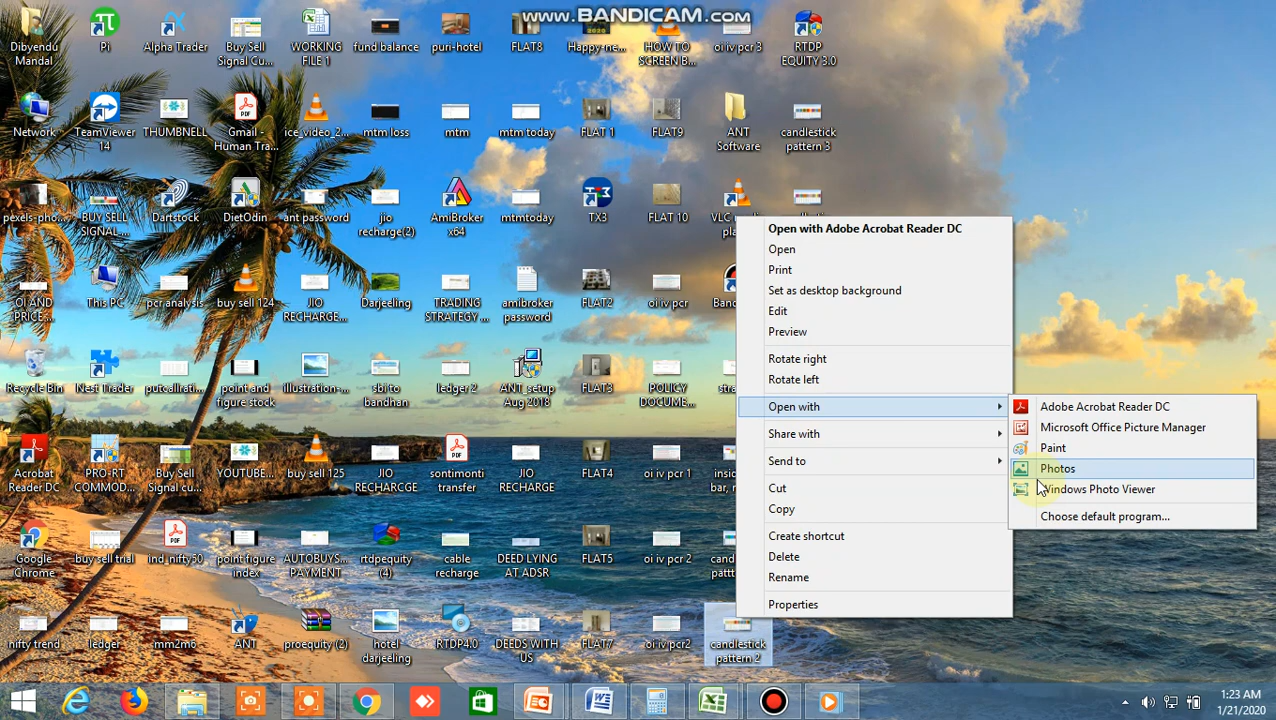 WWW.BANDICAM.COM
Dibyendu
Mandal
Pi
Alpha Trader
Buy Sell
Signal Cu...
WORKING
FILE 1
fund balance
puri-hotel
FLAT8
Happy-ne...
HOW TO
SCREEN B...
oi iv pcr 3
RTDP
EQUITY 3.0
Network
TeamViewer
14
THUMBNELL
Gmail -
Human Tra...
ice_video_2...
mtm loss
mtm
mtm today
FLAT 1
FLAT9
ANT
Software
candlestick
pattern 3
pexels-pho...
BUY SELL
SIGNAL ...
Dartstock
DietOdin
ant password
jio
recharge(2)
AmiBroker
x64
mtmtoday
TX3
FLAT 10
OI AND
PRICE...
This PC
pcr analysis
buy sell 124
JIO
RECHARGE...
Darjeeling
TRADING
STRATEGY ...
amibroker
password
FLAT2
oi iv pcr
Recycle Bin
Nest Trader
putcallrati...
point and
figure stock
illustration-...
sbi to
bandhan
ledger 2
ANT_setup
Aug 2018
FLAT3
POLICY
DOCUME...
Acrobat
Reader DC
PRO-RT
COMMOD...
Buy Sell
Signal cu...
YOUTUBE...
buy sell 125
JIO
RECHARCGE
sontimonti
transfer
JIO
RECHARGE
FLAT4
oi iv pcr 1
Google
Chrome
buy sell trial
ind_nifty50
point figure
index
AUTOBUYS...
PAYMENT
rtdpequity
(4)
cable
recharge
DEED LYING
AT ADSR
FLAT5
oi iv pcr 2
nifty trend
ledger
mm2m6
ANT
proequity (2)
hotel
darjeeling
RTDP4.0
DEEDS WITH
US
FLAT7
oi iv pcr2
candlestick
pattern 2
Open with Adobe Acrobat Reader DC
Open
Print
Set as desktop background
Edit
Preview
Rotate right
Rotate left
Open with
Share with
Send to
Cut
Copy
Create shortcut
Delete
Rename
Properties
Adobe Acrobat Reader DC
Microsoft Office Picture Manager
Paint
Photos
Windows Photo Viewer
Choose default program...
1:23 AM
1/21/2020